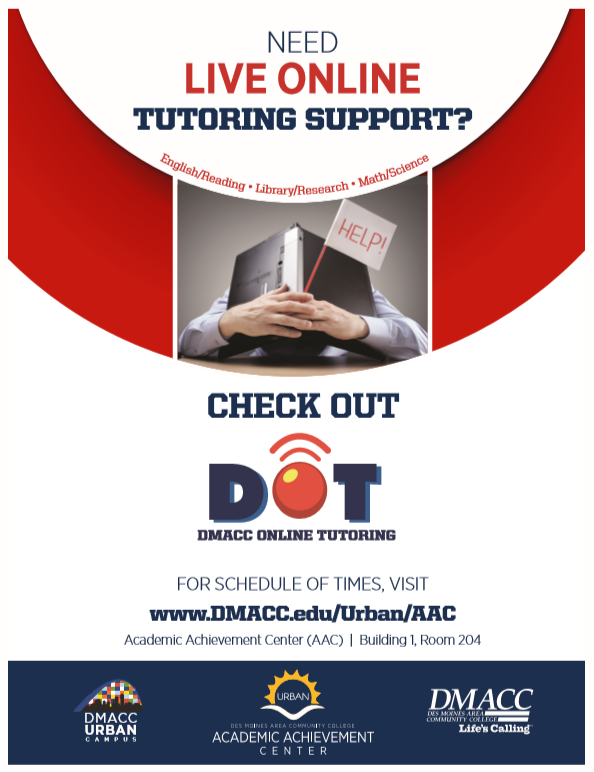 NEED
LIVE ONLINE
TUTORING SUPPORT?
English/Reading • Library/Research • Math/Science
HELP!
CHECK OUT
DOT
DMACC ONLINE TUTORING
FOR SCHEDULE OF TIMES, VISIT
www.DMACC.edu/Urban/AAC
Academic Achievement Center (AAC) | Building 1, Room 204
DMACC
URBAN
CAMPUS
URBAN
DES MOINES AREA COMMUNITY COLLEGE
ACADEMIC ACHIEVEMENT
CENTER
DMACC
DES MOINES AREA
COMMUNITY COLLEGE
Life's Calling